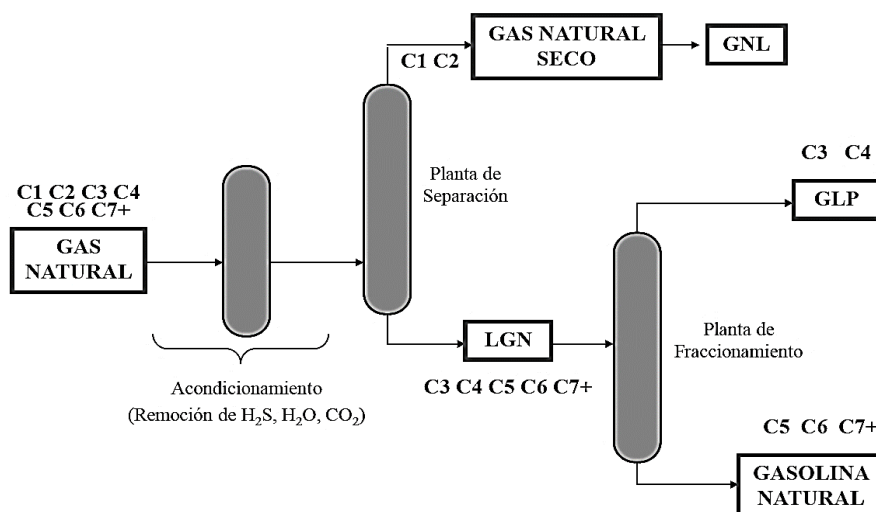 C1 C2
GAS NATURAL
SECO
GNL
Planta de
Separación
C1 C2 C3 C4
C5 C6 C7+
GAS
NATURAL
C3 C4
GLP
LGN
C3 C4 C5 C6 C7+
Planta de
Fraccionamiento
Acondicionamiento
(Remoción de H₂S, H₂O, CO₂)
C5 C6 C7+
GASOLINA
NATURAL